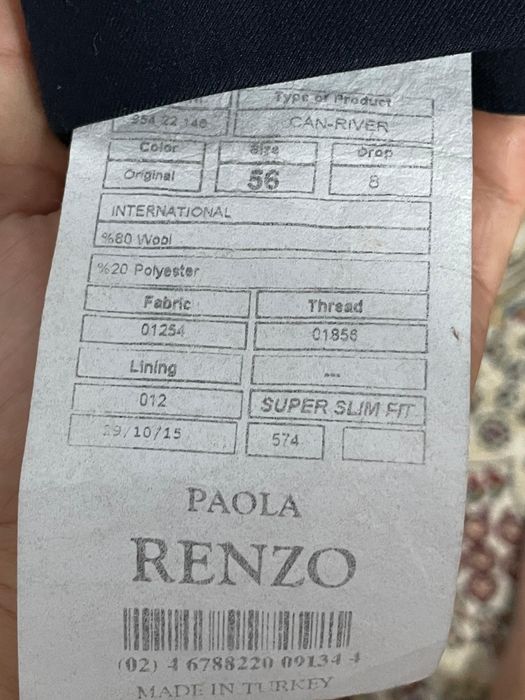 Type of Product
254 22 140 CAN-RIVER
Color Size Drop
Original 56 8
INTERNATIONAL
%80 Wool
%20 Polyester
Fabric Thread
01254 01856
Lining ---
012 SUPER SLIM FIT
29/10/15 574
PAOLA
RENZO
(02) 4 6788220 09134 4
MADE IN TURKEY